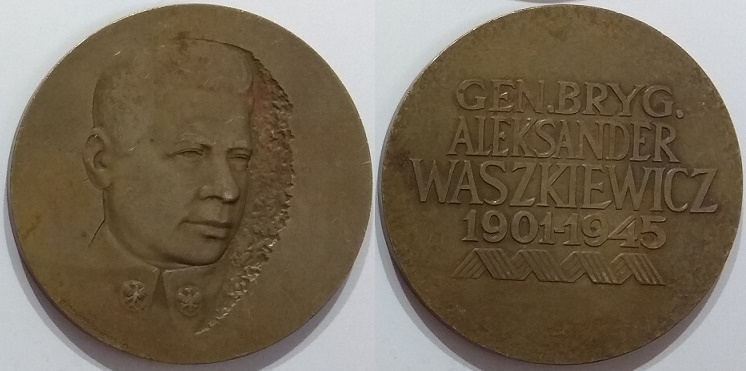 GEN.BRYG.
ALEKSANDER
WASZKIEWICZ
1901-1945